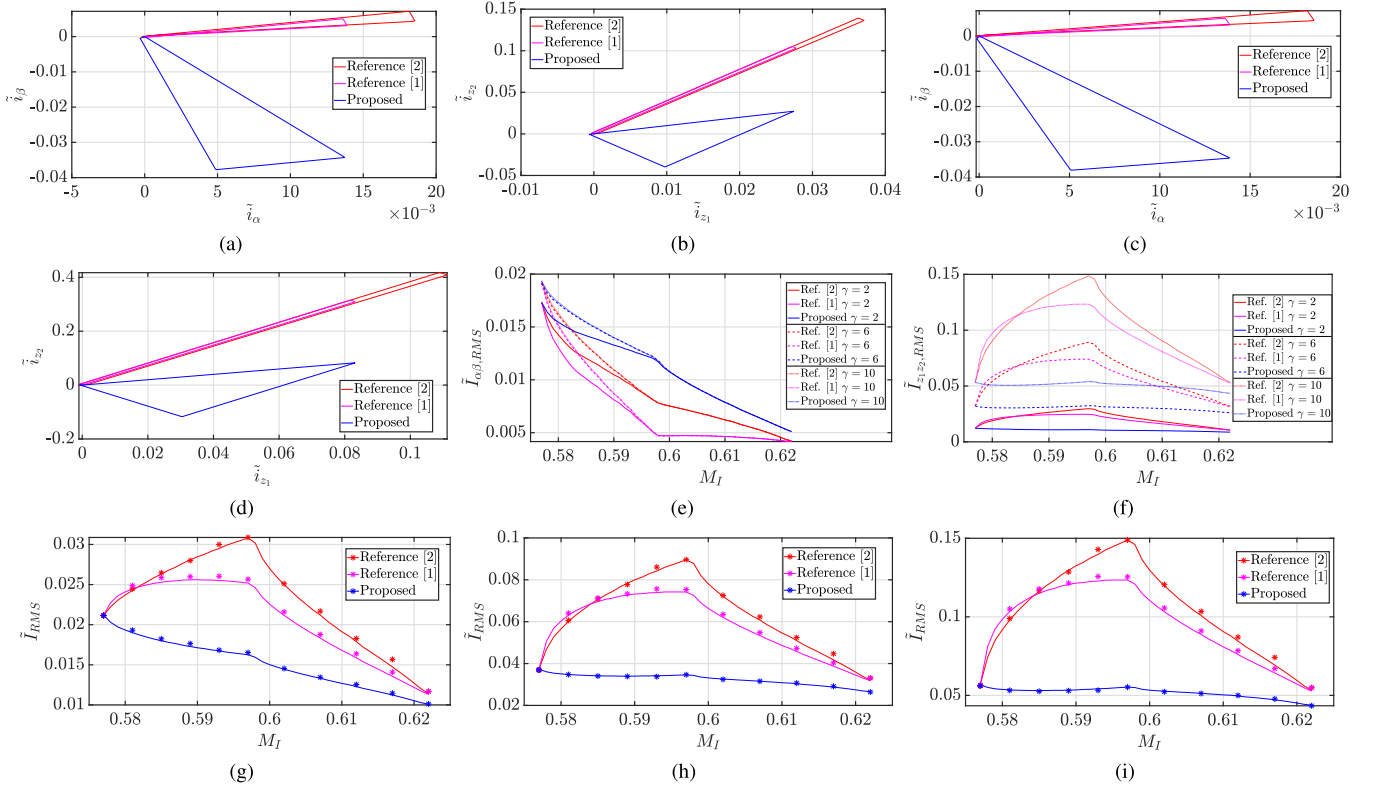 0
-0.01
-0.02
-0.03
-0.04
ĩ_β
-5
0
5
10
15
20
×10⁻³
ĩ_α
Reference [2]
Reference [1]
Proposed
(a)
0.15
0.1
0.05
0
-0.05
ĩ_z₂
-0.01
0
0.01
0.02
0.03
0.04
ĩ_z₁
Reference [2]
Reference [1]
Proposed
(b)
0
-0.01
-0.02
-0.03
-0.04
ĩ_β
0
5
10
15
20
×10⁻³
ĩ_α
Reference [2]
Reference [1]
Proposed
(c)
0.4
0.2
0
-0.2
ĩ_z₂
0
0.02
0.04
0.06
0.08
0.1
ĩ_z₁
Reference [2]
Reference [1]
Proposed
(d)
0.02
0.015
0.01
0.005
Ĩ_αβ,RMS
0.58
0.59
0.6
0.61
0.62
M_I
Ref. [2] γ = 2
Ref. [1] γ = 2
Proposed γ = 2
Ref. [2] γ = 6
Ref. [1] γ = 6
Proposed γ = 6
Ref. [2] γ = 10
Ref. [1] γ = 10
Proposed γ = 10
(e)
0.15
0.1
0.05
0
Ĩ_z₁z₂,RMS
0.58
0.59
0.6
0.61
0.62
M_I
Ref. [2] γ = 2
Ref. [1] γ = 2
Proposed γ = 2
Ref. [2] γ = 6
Ref. [1] γ = 6
Proposed γ = 6
Ref. [2] γ = 10
Ref. [1] γ = 10
Proposed γ = 10
(f)
0.03
0.025
0.02
0.015
0.01
Ĩ_RMS
0.58
0.59
0.6
0.61
0.62
M_I
Reference [2]
Reference [1]
Proposed
(g)
0.1
0.08
0.06
0.04
0.02
Ĩ_RMS
0.58
0.59
0.6
0.61
0.62
M_I
Reference [2]
Reference [1]
Proposed
(h)
0.15
0.1
0.05
Ĩ_RMS
0.58
0.59
0.6
0.61
0.62
M_I
Reference [2]
Reference [1]
Proposed
(i)